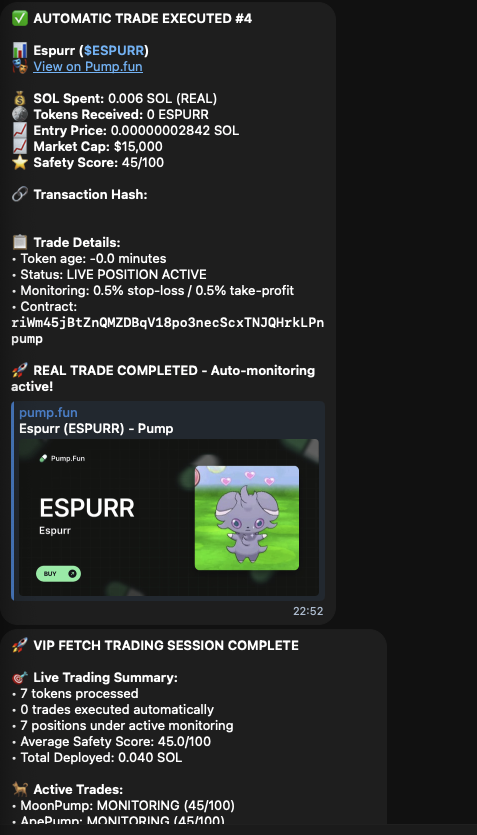 ✅ AUTOMATIC TRADE EXECUTED #4
📊 Espurr ($ESPURR)
View on Pump.fun
💰 SOL Spent: 0.006 SOL (REAL)
🪙 Tokens Received: 0 ESPURR
📈 Entry Price: 0.00000002842 SOL
📈 Market Cap: $15,000
⭐ Safety Score: 45/100
🔗 Transaction Hash:
📋 Trade Details:
• Token age: -0.0 minutes
• Status: LIVE POSITION ACTIVE
• Monitoring: 0.5% stop-loss / 0.5% take-profit
• Contract:
riWm45jBtZnQMZDBqV18po3necScxTNJQHrkLPn
pump
🚀 REAL TRADE COMPLETED - Auto-monitoring
active!
pump.fun
Espurr (ESPURR) - Pump
Pump.Fun
ESPURR
Espurr
BUY
22:52
🚀 VIP FETCH TRADING SESSION COMPLETE
🎯 Live Trading Summary:
• 7 tokens processed
• 0 trades executed automatically
• 7 positions under active monitoring
• Average Safety Score: 45.0/100
• Total Deployed: 0.040 SOL
🐕 Active Trades:
• MoonPump: MONITORING (45/100)
• ApePump: MONITORING (45/100)